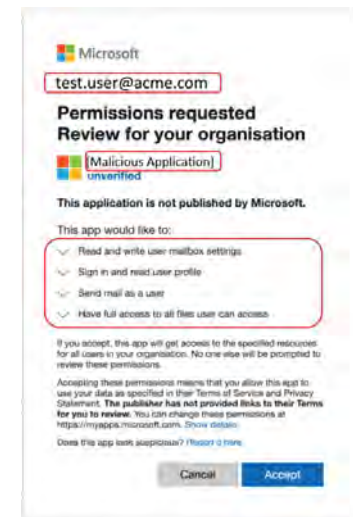 Microsoft
test.user@acme.com
Permissions requested
Review for your organisation
[Malicious Application]
unverified
This application is not published by Microsoft.
This app would like to:
Read and write user mailbox settings
Sign in and read user profile
Send mail as a user
Have full access to all files user can access
If you accept, this app will get access to the specified resources
for all users in your organisation. No one else will be prompted to
review these permissions.
Accepting these permissions means that you allow this app to
use your data as specified in their Terms of Service and Privacy
Statement. The publisher has not provided links to their Terms
for you to review. You can change these permissions at
https://myapps.microsoft.com. Show details
Does this app look suspicious? Report it here
Cancel
Accept